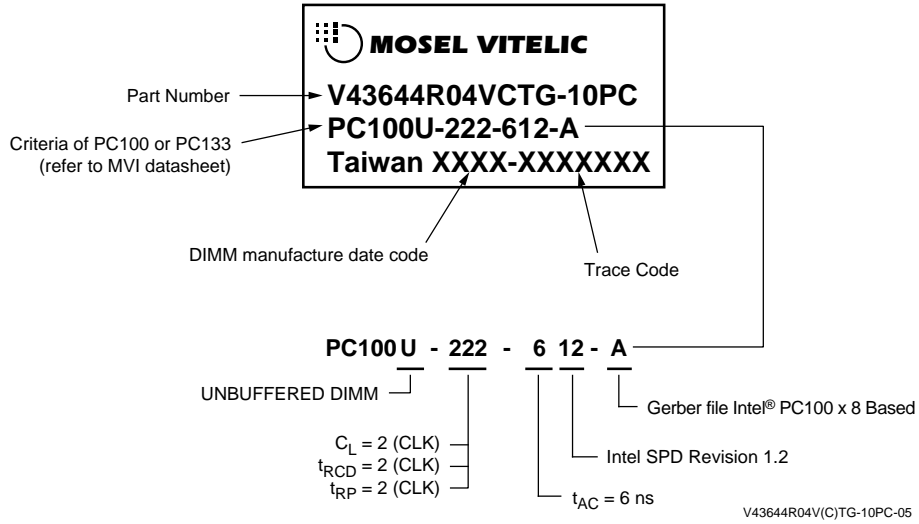 MOSEL VITELIC
Part Number
V43644R04VCTG-10PC
Criteria of PC100 or PC133
(refer to MVI datasheet)
PC100U-222-612-A
Taiwan XXXX-XXXXXXX
DIMM manufacture date code
Trace Code
PC100 U - 222 - 6 12 - A
UNBUFFERED DIMM
Gerber file Intel® PC100 x 8 Based
CL = 2 (CLK)
tRCD = 2 (CLK)
tRP = 2 (CLK)
Intel SPD Revision 1.2
tAC = 6 ns
V43644R04V(C)TG-10PC-05